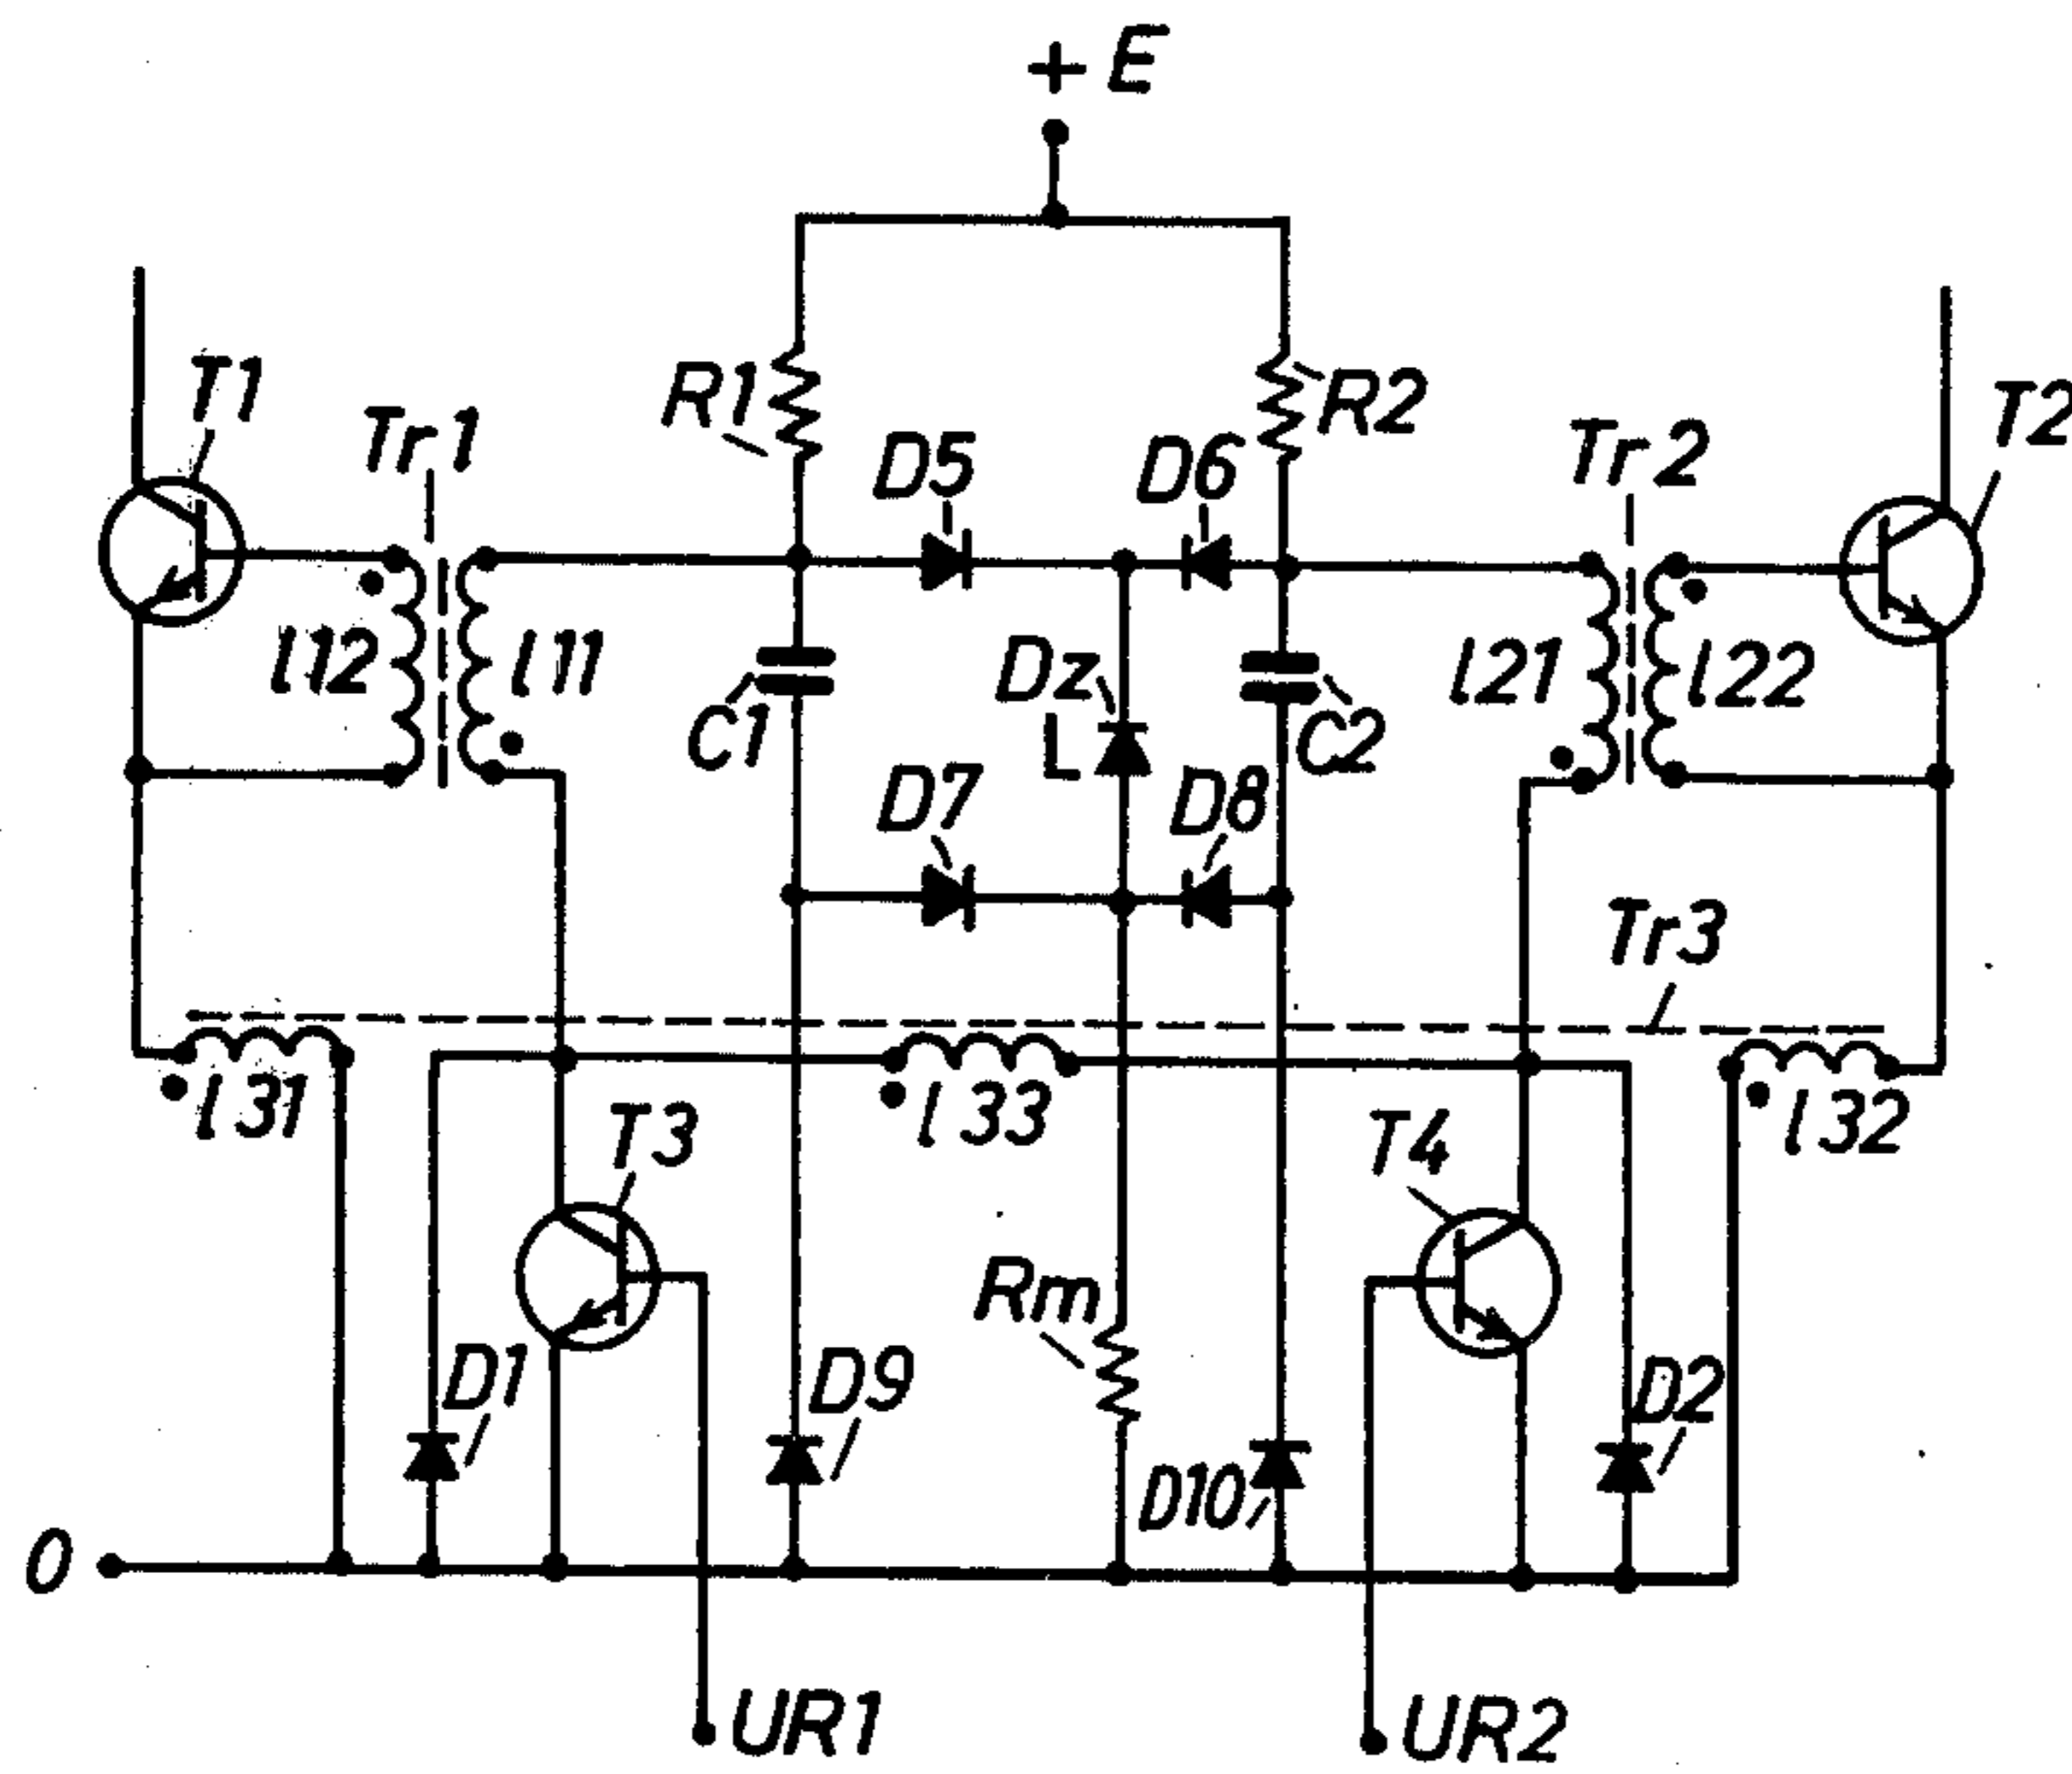 + E
T1
Tr1
R1
R2
D5
D6
Tr2
T2
l12
l11
C1
Dz
L
C2
l21
l22
D7
D8
Tr3
l31
T3
l33
T4
l32
Rm
D1
D9
D10
D2
0
UR1
UR2